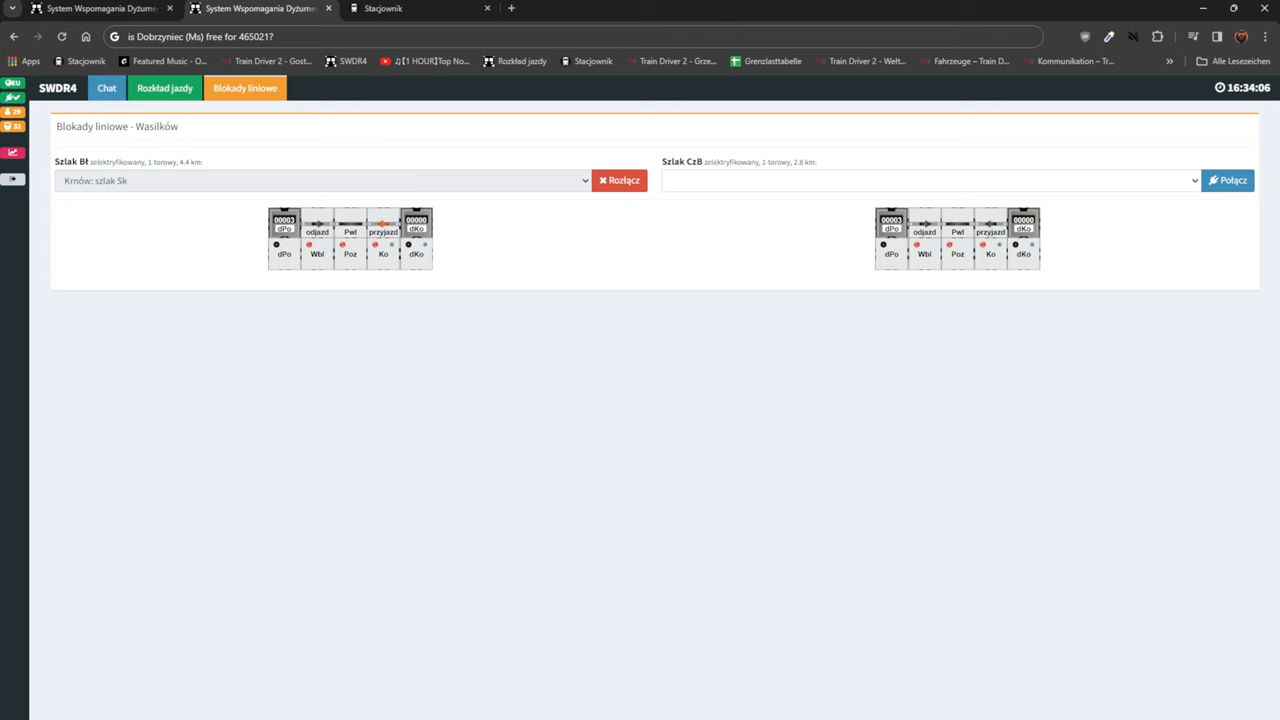 System Wspomagania Dyżurne
System Wspomagania Dyżurne
Stacjownik
is Dobrzyniec (Ms) free for 465021?
Apps
Stacjownik
Featured Music - O...
Train Driver 2 - Gost...
SWDR4
♫【1 HOUR】Top No...
Rozkład jazdy
Stacjownik
Train Driver 2 - Grze...
Grenzlasttabelle
Train Driver 2 - Welt...
Fahrzeuge – Train D...
Kommunikation – Tr...
»
Alle Lesezeichen
EU
29
32
SWDR4
Chat
Rozkład jazdy
Blokady liniowe
16:34:06
Blokady liniowe - Wasilków
Szlak Bł zelektryfikowany, 1-torowy, 4.4 km:
Krnów: szlak Sk
Rozłącz
00003
dPo
odjazd
Pwl
przyjazd
00000
dKo
dPo
Wbl
Poz
Ko
dKo
Szlak CzB zelektryfikowany, 1-torowy, 2.8 km:
Połącz
00003
dPo
odjazd
Pwl
przyjazd
00000
dKo
dPo
Wbl
Poz
Ko
dKo